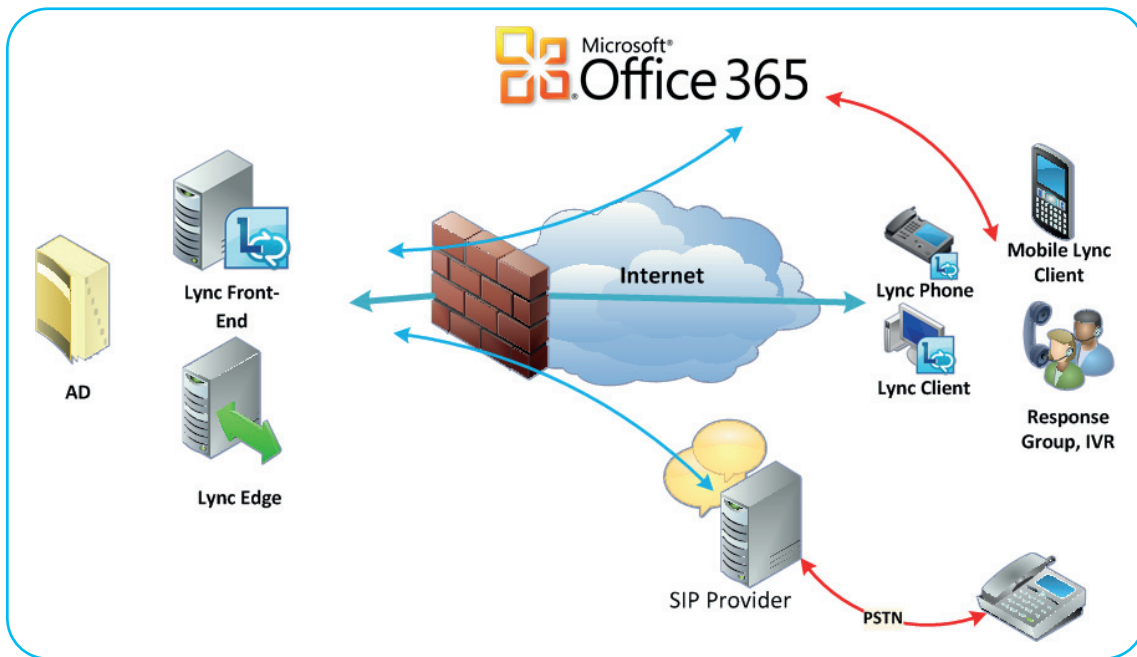 Microsoft®
Office 365
Internet
Lync Front-
End
AD
Lync Edge
Lync Phone
Lync Client
Mobile Lync
Client
Response
Group, IVR
SIP Provider
PSTN